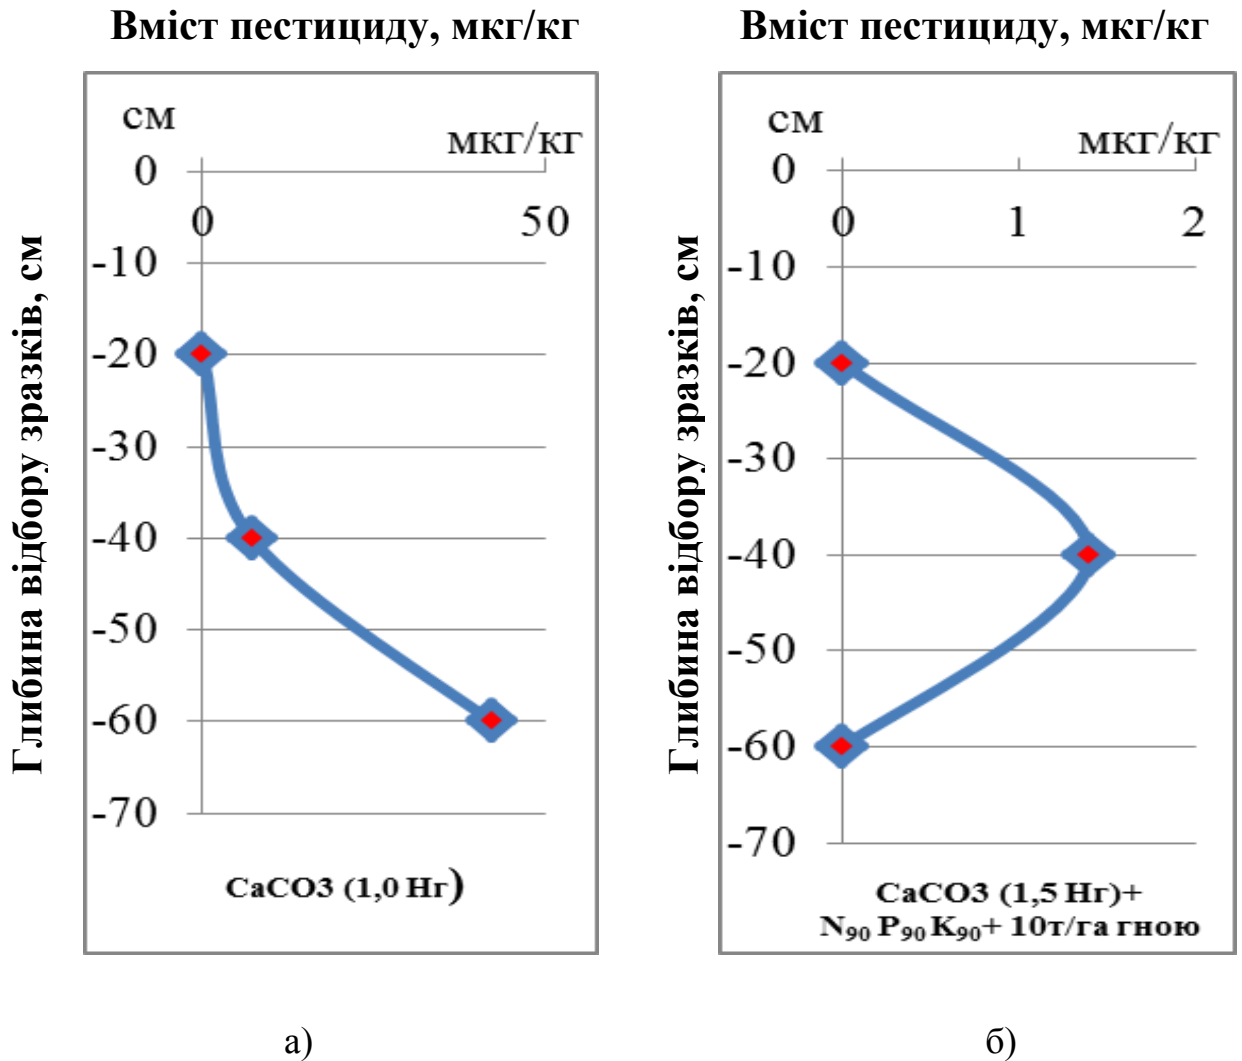 Вміст пестициду, мкг/кг
Глибина відбору зразків, см
см
мкг/кг
0
0
50
-10
-20
-30
-40
-50
-60
-70
CaCO3 (1,0 Нг)
а)
Вміст пестициду, мкг/кг
Глибина відбору зразків, см
см
мкг/кг
0
0
1
2
-10
-20
-30
-40
-50
-60
-70
CaCO3 (1,5 Нг)+
N₉₀ P₉₀ K₉₀+ 10т/га гною
б)